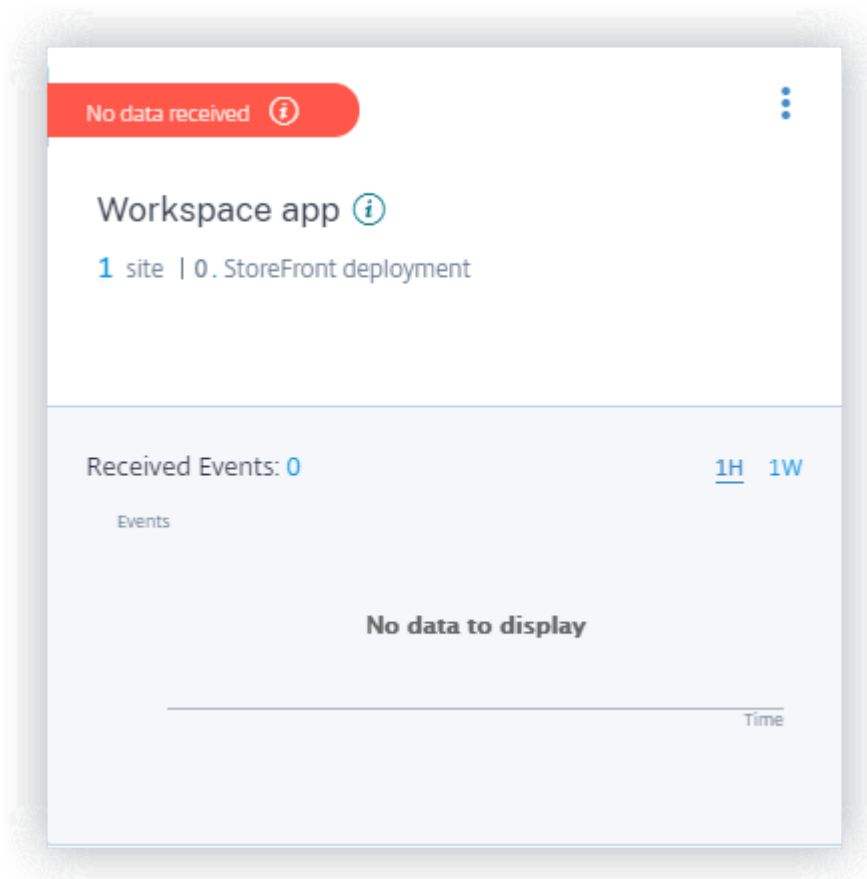 No data received
Workspace app
1 site | 0. StoreFront deployment
Received Events: 0
1H 1W
Events
No data to display
Time